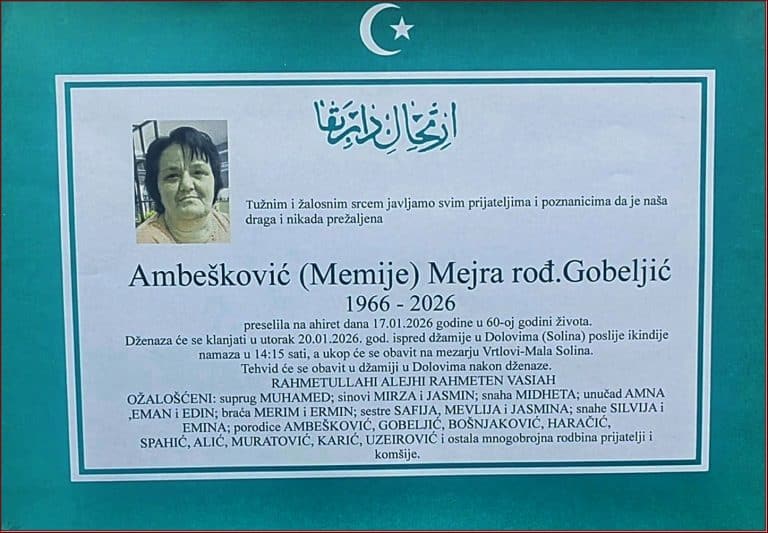 ارتحال دار بقا
Tužnim i žalosnim srcem javljamo svim prijateljima i poznanicima da je naša
draga i nikada prežaljena
Ambešković (Memije) Mejra rođ.Gobeljić
1966 - 2026
preselila na ahiret dana 17.01.2026 godine u 60-oj godini života.
Dženaza će se klanjati u utorak 20.01.2026. god. ispred džamije u Dolovima (Solina) poslije ikindije
namaza u 14:15 sati, a ukop će se obavit na mezarju Vrtlovi-Mala Solina.
Tehvid će se obavit u džamiji u Dolovima nakon dženaze.
RAHMETULLAHI ALEJHI RAHMETEN VASIAH
OŽALOŠĆENI: suprug MUHAMED; sinovi MIRZA i JASMIN; snaha MIDHETA; unučad AMNA
,EMAN i EDIN; braća MERIM i ERMIN; sestre SAFIJA, MEVLIJA i JASMINA; snahe SILVIJA i
EMINA; porodice AMBEŠKOVIĆ, GOBELJIĆ, BOŠNJAKOVIĆ, HARAČIĆ,
SPAHIĆ, ALIĆ, MURATOVIĆ, KARIĆ, UZEIROVIĆ i ostala mnogobrojna rodbina prijatelji i
komšije.